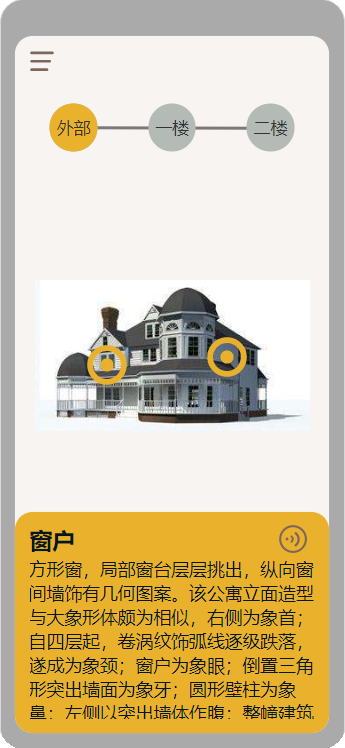 外部 一楼 二楼
窗户
方形窗，局部窗台层层挑出，纵向窗
间墙饰有几何图案。该公寓立面造型
与大象形体颇为相似，右侧为象首；
自四层起，卷涡纹饰弧线逐级跌落，
遂成为象颈；窗户为象眼；倒置三角
形突出墙面为象牙；圆形壁柱为象
鼻；左侧以突出墙体作腹；整幢建筑